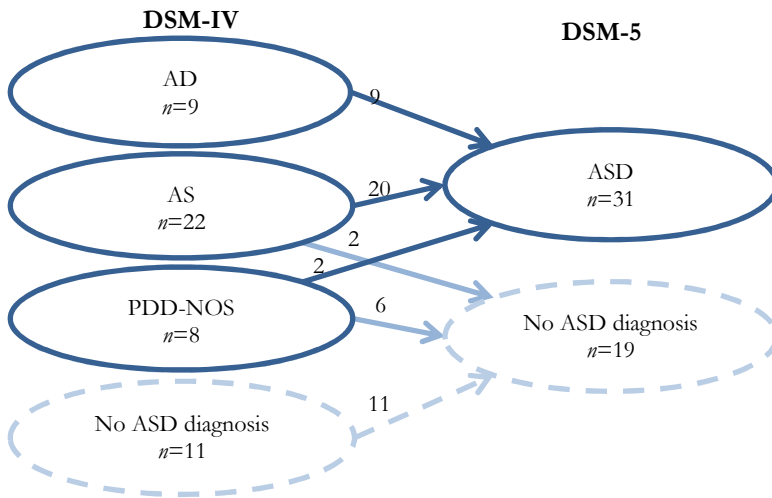 DSM-IV
DSM-5
AD
n=9
9
AS
n=22
20
2
ASD
n=31
2
PDD-NOS
n=8
6
No ASD diagnosis
n=19
11
No ASD diagnosis
n=11